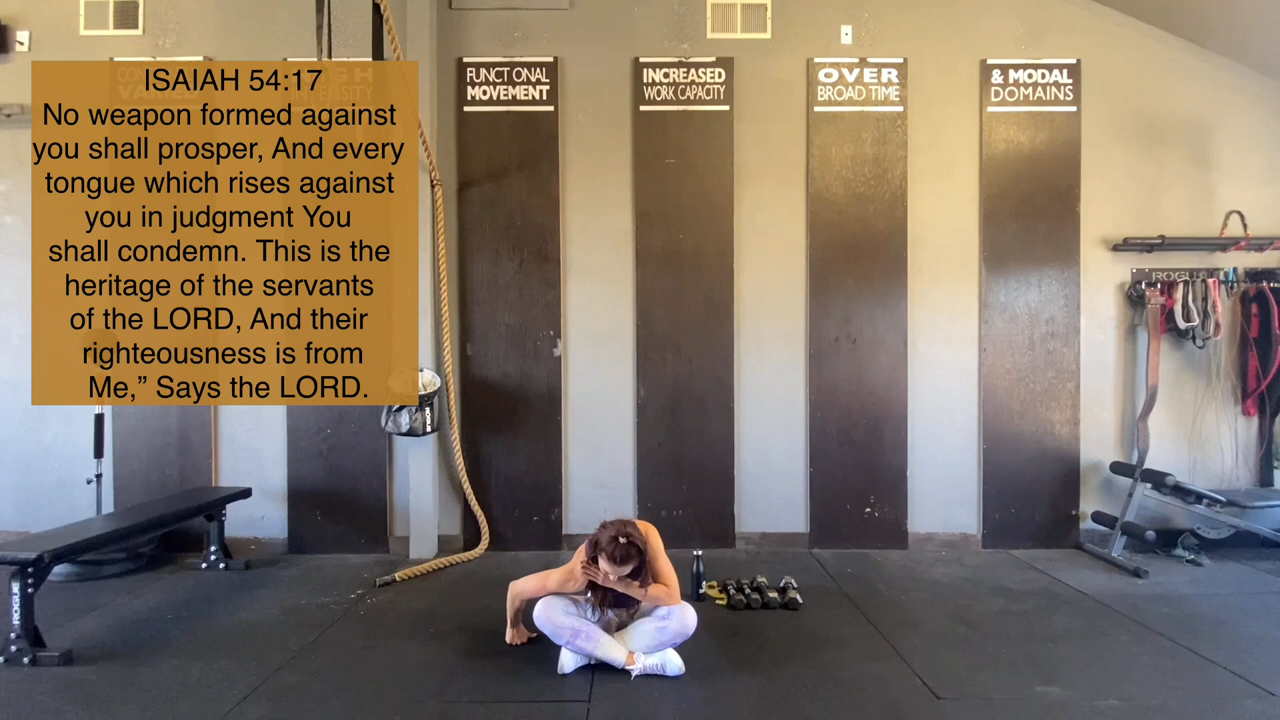 ISAIAH 54:17
No weapon formed against
you shall prosper, And every
tongue which rises against
you in judgment You
shall condemn. This is the
heritage of the servants
of the LORD, And their
righteousness is from
Me,” Says the LORD.
FUNCT ONAL
MOVEMENT
INCREASED
WORK CAPACITY
OVER
BROAD TIME
& MODAL
DOMAINS
ROGUE
ROGUE
ROGUE